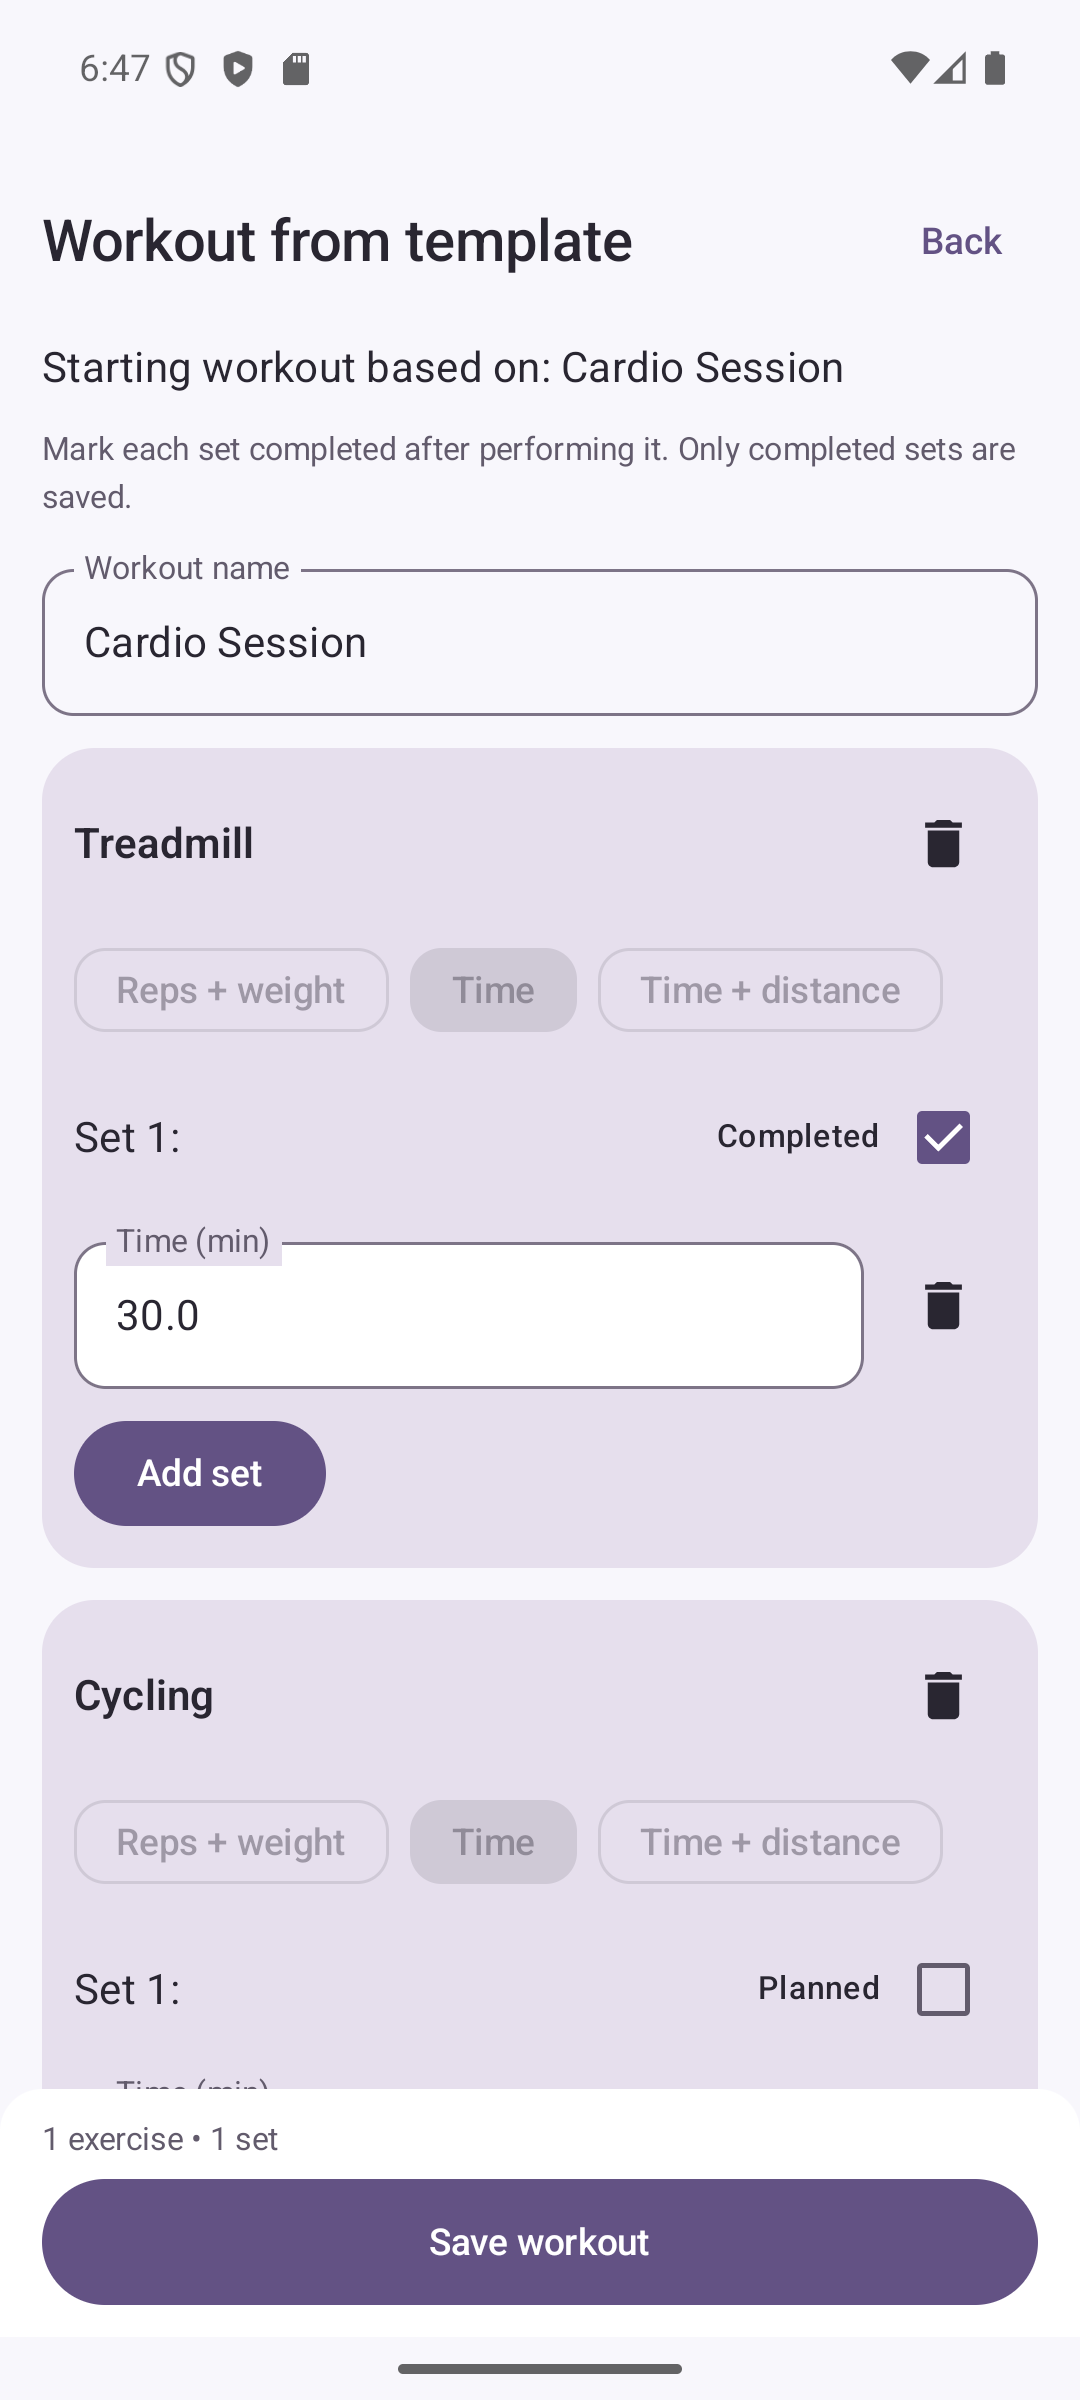 6:47
Workout from template
Back
Starting workout based on: Cardio Session
Mark each set completed after performing it. Only completed sets are
saved.
Workout name
Cardio Session
Treadmill
Reps + weight
Time
Time + distance
Set 1:
Completed
Time (min)
30.0
Add set
Cycling
Reps + weight
Time
Time + distance
Set 1:
Planned
Time (min)
1 exercise • 1 set
Save workout